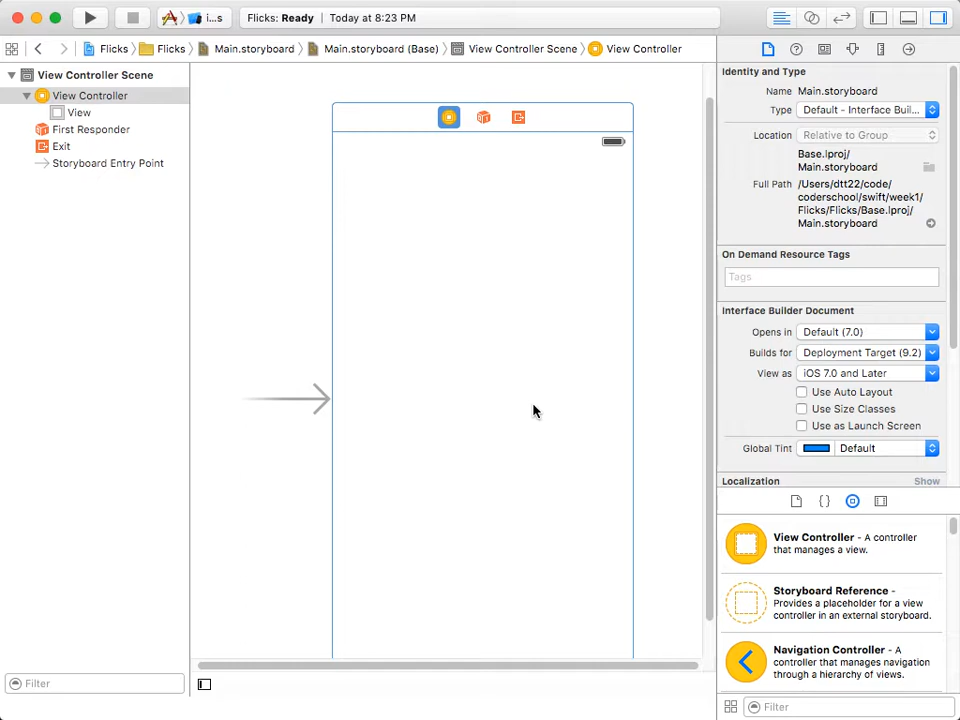 i...s
Flicks: Ready
Today at 8:23 PM
Flicks
Flicks
Main.storyboard
Main.storyboard (Base)
View Controller Scene
View Controller
View Controller Scene
View Controller
View
First Responder
Exit
Storyboard Entry Point
Filter
Identity and Type
Name Main.storyboard
Type Default - Interface Buil...
Location Relative to Group
Base.lproj/
Main.storyboard
Full Path /Users/dtt22/code/
coderschool/swift/week1/
Flicks/Flicks/Base.lproj/
Main.storyboard
On Demand Resource Tags
Tags
Interface Builder Document
Opens in Default (7.0)
Builds for Deployment Target (9.2)
View as iOS 7.0 and Later
Use Auto Layout
Use Size Classes
Use as Launch Screen
Global Tint Default
Localization Show
{ }
View Controller - A controller
that manages a view.
Storyboard Reference -
Provides a placeholder for a view
controller in an external storyboard.
Navigation Controller - A
controller that manages navigation
through a hierarchy of views.
Filter